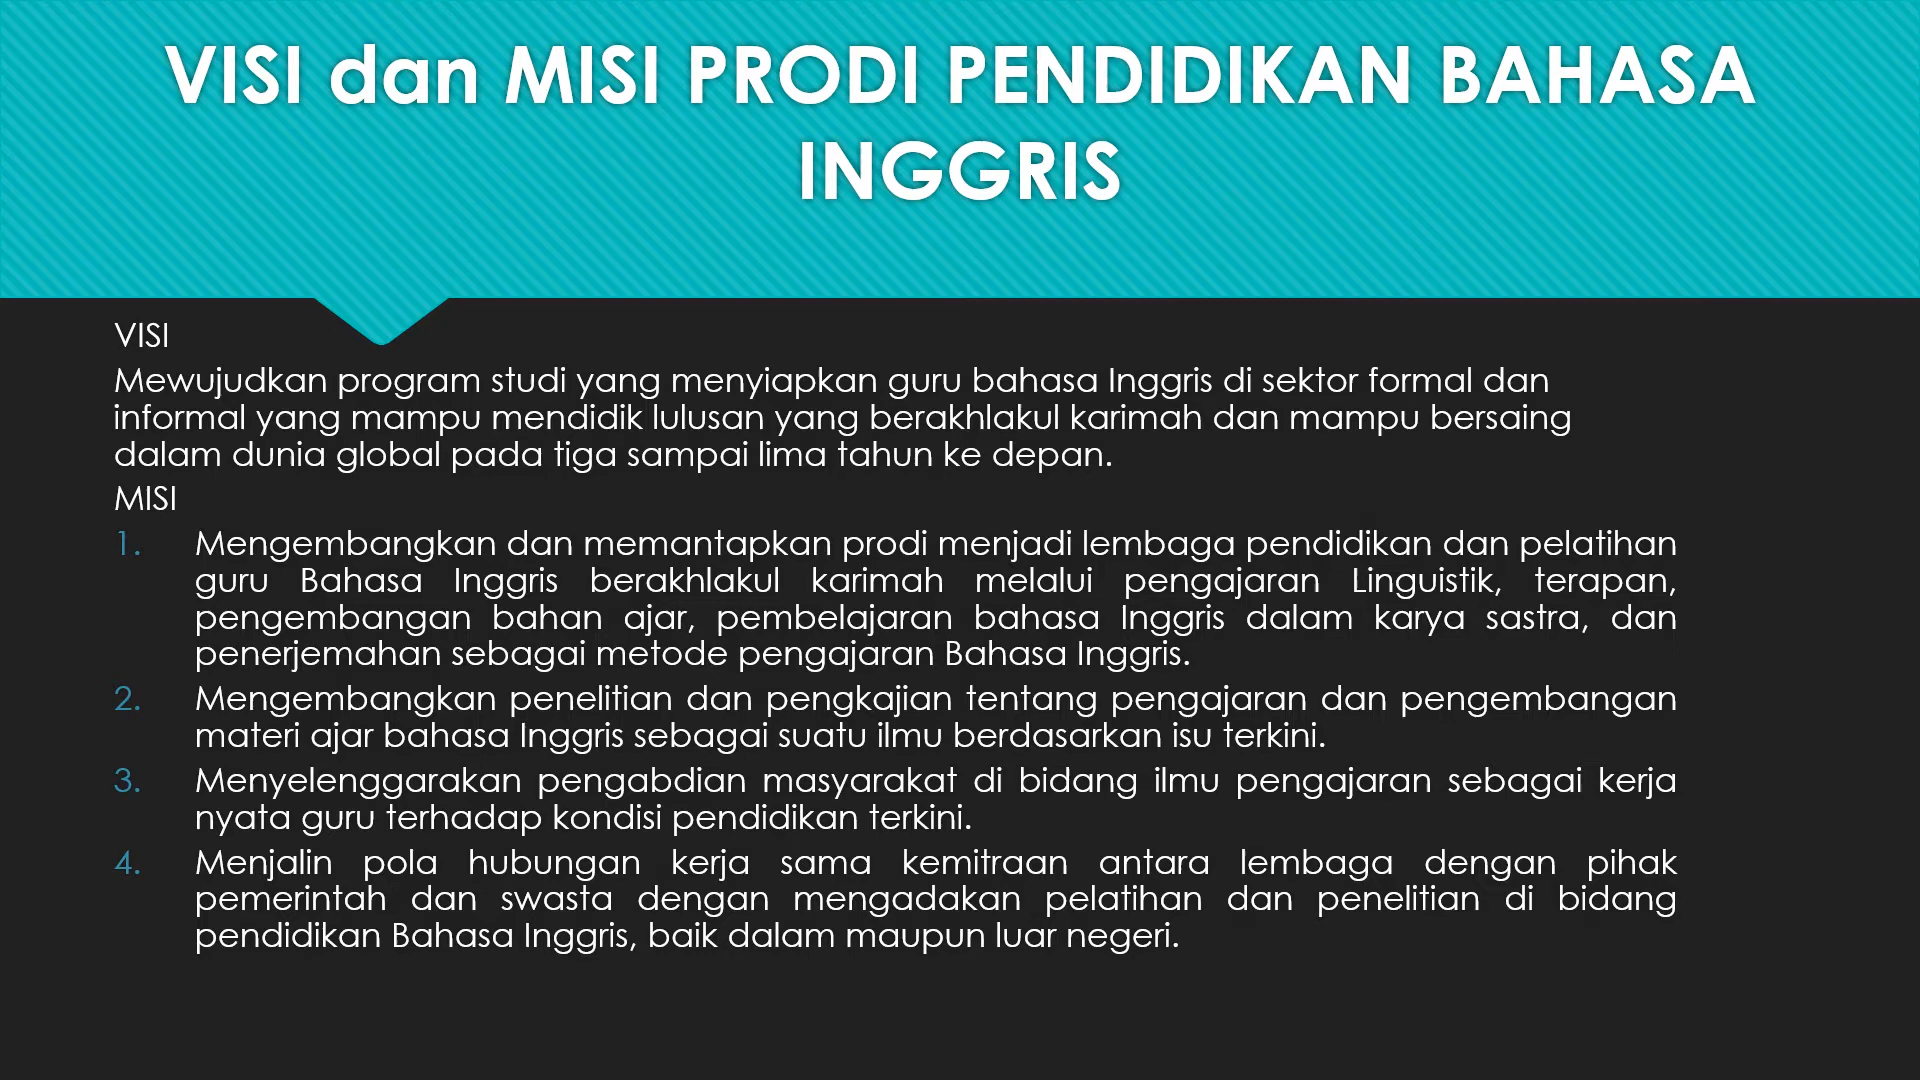 VISI dan MISI PRODI PENDIDIKAN BAHASA
INGGRIS
VISI
Mewujudkan program studi yang menyiapkan guru bahasa Inggris di sektor formal dan
informal yang mampu mendidik lulusan yang berakhlakul karimah dan mampu bersaing
dalam dunia global pada tiga sampai lima tahun ke depan.
MISI
1. Mengembangkan dan memantapkan prodi menjadi lembaga pendidikan dan pelatihan
guru Bahasa Inggris berakhlakul karimah melalui pengajaran Linguistik, terapan,
pengembangan bahan ajar, pembelajaran bahasa Inggris dalam karya sastra, dan
penerjemahan sebagai metode pengajaran Bahasa Inggris.
2. Mengembangkan penelitian dan pengkajian tentang pengajaran dan pengembangan
materi ajar bahasa Inggris sebagai suatu ilmu berdasarkan isu terkini.
3. Menyelenggarakan pengabdian masyarakat di bidang ilmu pengajaran sebagai kerja
nyata guru terhadap kondisi pendidikan terkini.
4. Menjalin pola hubungan kerja sama kemitraan antara lembaga dengan pihak
pemerintah dan swasta dengan mengadakan pelatihan dan penelitian di bidang
pendidikan Bahasa Inggris, baik dalam maupun luar negeri.